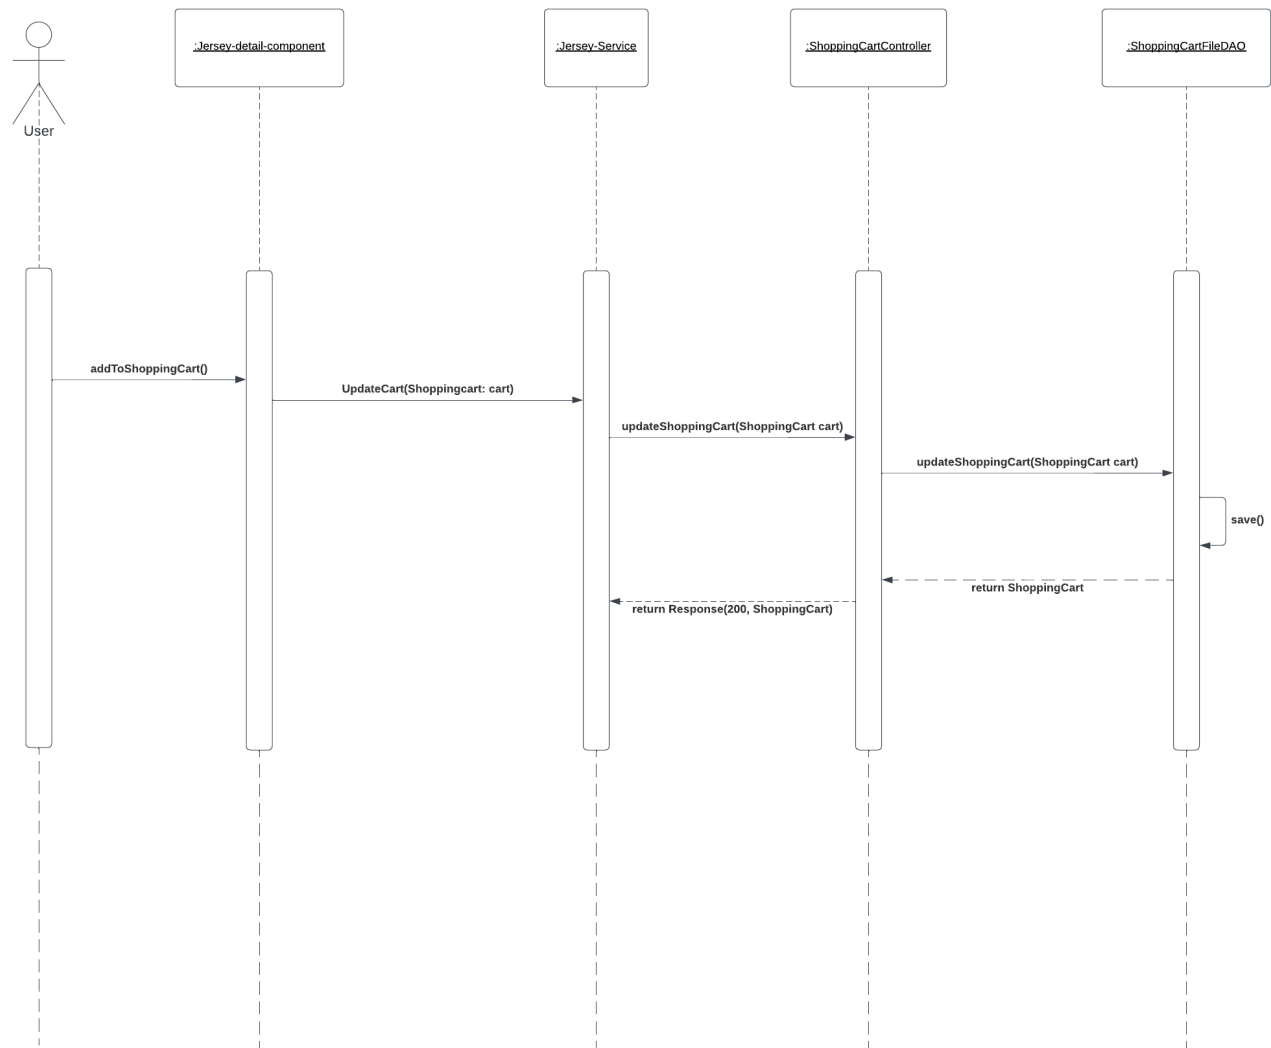 :Jersey-detail-component
:Jersey-Service
:ShoppingCartController
:ShoppingCartFileDAO
User
addToShoppingCart()
UpdateCart(Shoppingcart: cart)
updateShoppingCart(ShoppingCart cart)
updateShoppingCart(ShoppingCart cart)
save()
return ShoppingCart
return Response(200, ShoppingCart)